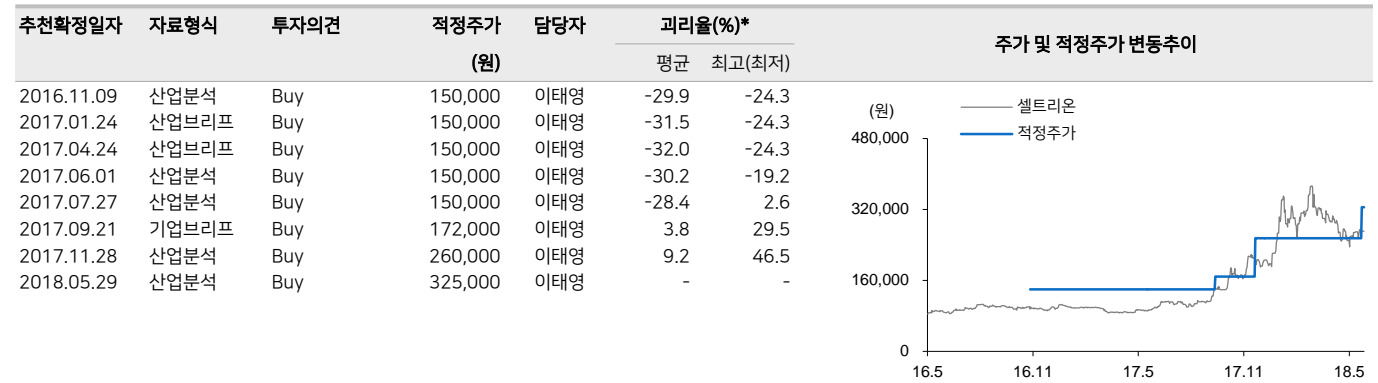 추천확정일자 자료형식 투자의견 적정주가 담당자 괴리율(%)* 주가 및 적정주가 변동추이
(원) 평균 최고(최저)
2016.11.09 산업분석 Buy 150,000 이태영 -29.9 -24.3
2017.01.24 산업브리프 Buy 150,000 이태영 -31.5 -24.3
2017.04.24 산업브리프 Buy 150,000 이태영 -32.0 -24.3
2017.06.01 산업분석 Buy 150,000 이태영 -30.2 -19.2
2017.07.27 산업분석 Buy 150,000 이태영 -28.4 2.6
2017.09.21 기업브리프 Buy 172,000 이태영 3.8 29.5
2017.11.28 산업분석 Buy 260,000 이태영 9.2 46.5
2018.05.29 산업분석 Buy 325,000 이태영 - -
(원)
셀트리온
적정주가
480,000
320,000
160,000
0
16.5 16.11 17.5 17.11 18.5